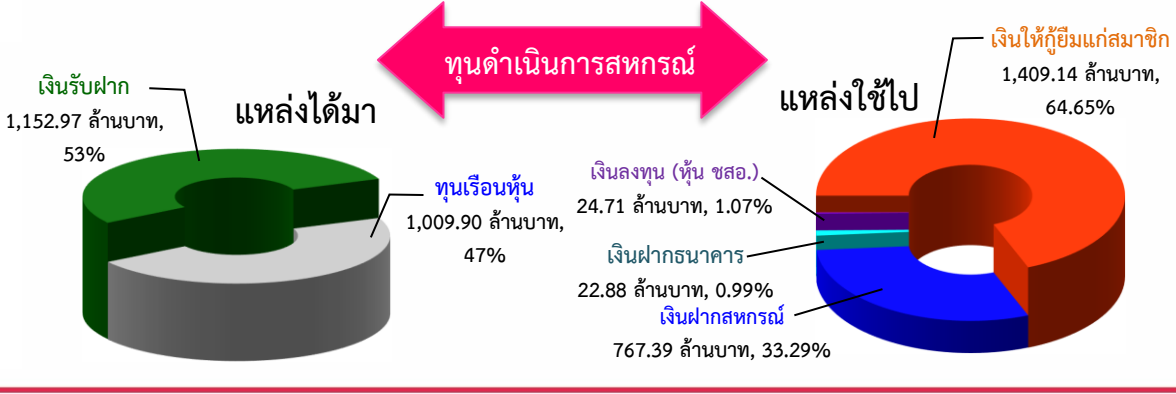 ทุนดำเนินการสหกรณ์
แหล่งได้มา
เงินรับฝาก
1,152.97 ล้านบาท,
53%
ทุนเรือนหุ้น
1,009.90 ล้านบาท,
47%
แหล่งใช้ไป
เงินให้กู้ยืมแก่สมาชิก
1,409.14 ล้านบาท,
64.65%
เงินลงทุน (หุ้น ชสอ.)
24.71 ล้านบาท, 1.07%
เงินฝากธนาคาร
22.88 ล้านบาท, 0.99%
เงินฝากสหกรณ์
767.39 ล้านบาท, 33.29%